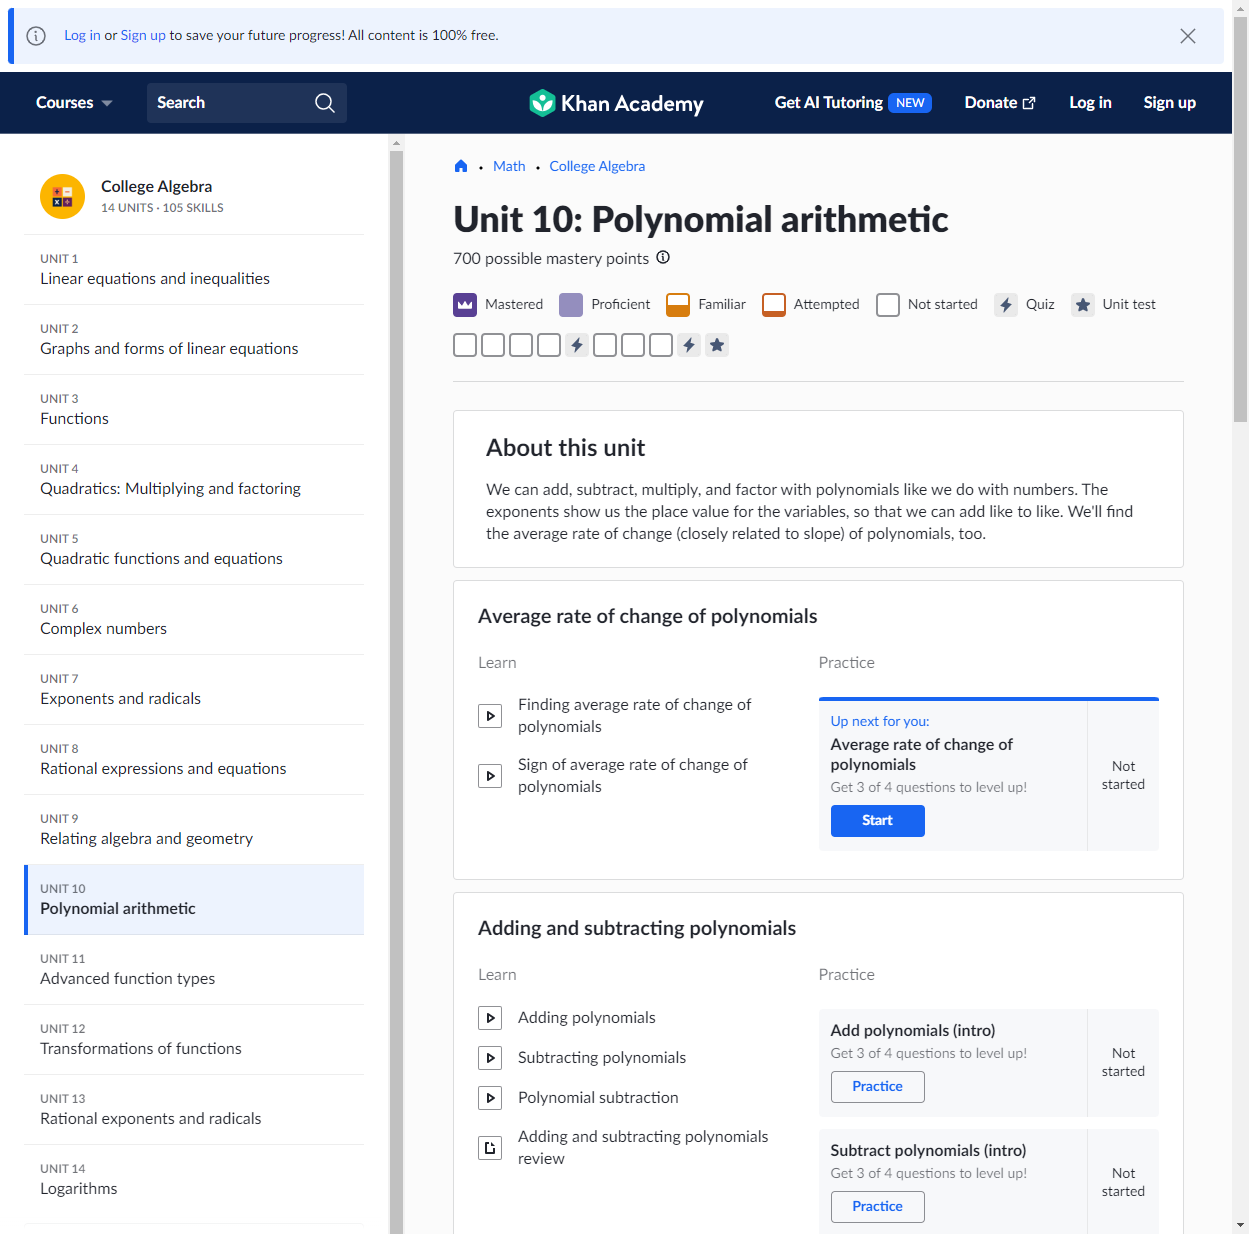 Log in or Sign up to save your future progress! All content is 100% free.
Courses
Search
Khan Academy
Get AI Tutoring NEW
Donate
Log in
Sign up
College Algebra
14 UNITS · 105 SKILLS
UNIT 1
Linear equations and inequalities
UNIT 2
Graphs and forms of linear equations
UNIT 3
Functions
UNIT 4
Quadratics: Multiplying and factoring
UNIT 5
Quadratic functions and equations
UNIT 6
Complex numbers
UNIT 7
Exponents and radicals
UNIT 8
Rational expressions and equations
UNIT 9
Relating algebra and geometry
UNIT 10
Polynomial arithmetic
UNIT 11
Advanced function types
UNIT 12
Transformations of functions
UNIT 13
Rational exponents and radicals
UNIT 14
Logarithms
• Math • College Algebra
Unit 10: Polynomial arithmetic
700 possible mastery points
Mastered
Proficient
Familiar
Attempted
Not started
Quiz
Unit test
About this unit
We can add, subtract, multiply, and factor with polynomials like we do with numbers. The
exponents show us the place value for the variables, so that we can add like to like. We'll find
the average rate of change (closely related to slope) of polynomials, too.
Average rate of change of polynomials
Learn
Finding average rate of change of
polynomials
Sign of average rate of change of
polynomials
Practice
Up next for you:
Average rate of change of
polynomials
Get 3 of 4 questions to level up!
Start
Not
started
Adding and subtracting polynomials
Learn
Adding polynomials
Subtracting polynomials
Polynomial subtraction
Adding and subtracting polynomials
review
Practice
Add polynomials (intro)
Get 3 of 4 questions to level up!
Practice
Not
started
Subtract polynomials (intro)
Get 3 of 4 questions to level up!
Practice
Not
started